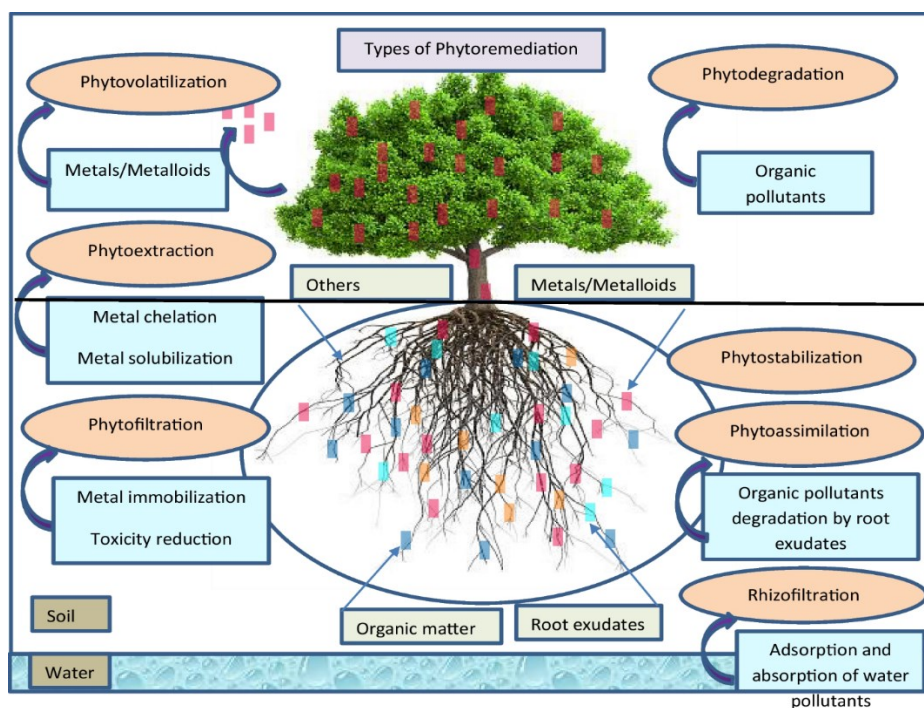 Types of Phytoremediation
Phytovolatilization
Metals/Metalloids
Phytodegradation
Organic
pollutants
Phytoextraction
Metal chelation
Metal solubilization
Others
Metals/Metalloids
Phytostabilization
Phytofiltration
Metal immobilization
Toxicity reduction
Phytoassimilation
Organic pollutants
degradation by root
exudates
Rhizofiltration
Adsorption and
absorption of water
pollutants
Organic matter
Root exudates
Soil
Water